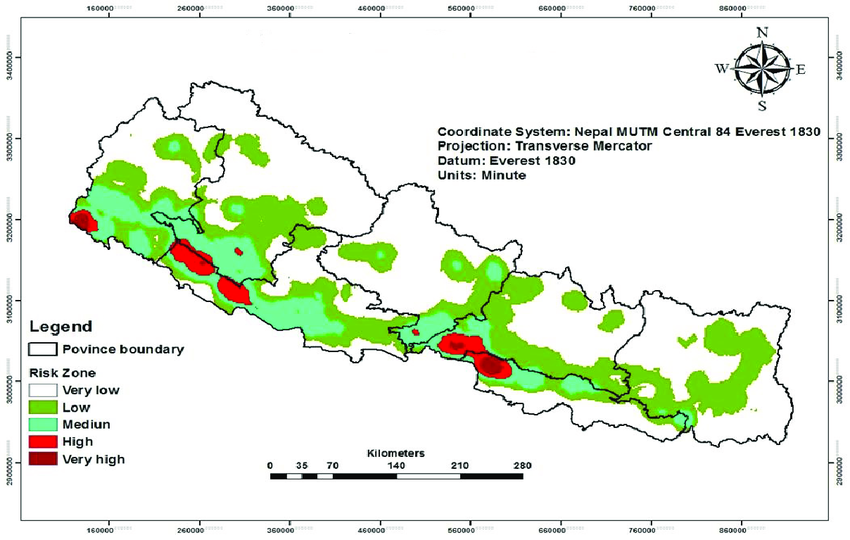 160000 260000 360000 460000 560000 660000 760000 860000
N
W E
S
3400000
3300000
3200000
3100000
3000000
2900000
3400000
3300000
3200000
3100000
3000000
2900000
Coordinate System: Nepal MUTM Central 84 Everest 1830
Projection: Transverse Mercator
Datum: Everest 1830
Units: Minute
Legend
Povince boundary
Risk Zone
Very low
Low
Mediun
High
Very high
Kilometers
0 35 70 140 210 280
160000 260000 360000 460000 560000 660000 760000 860000